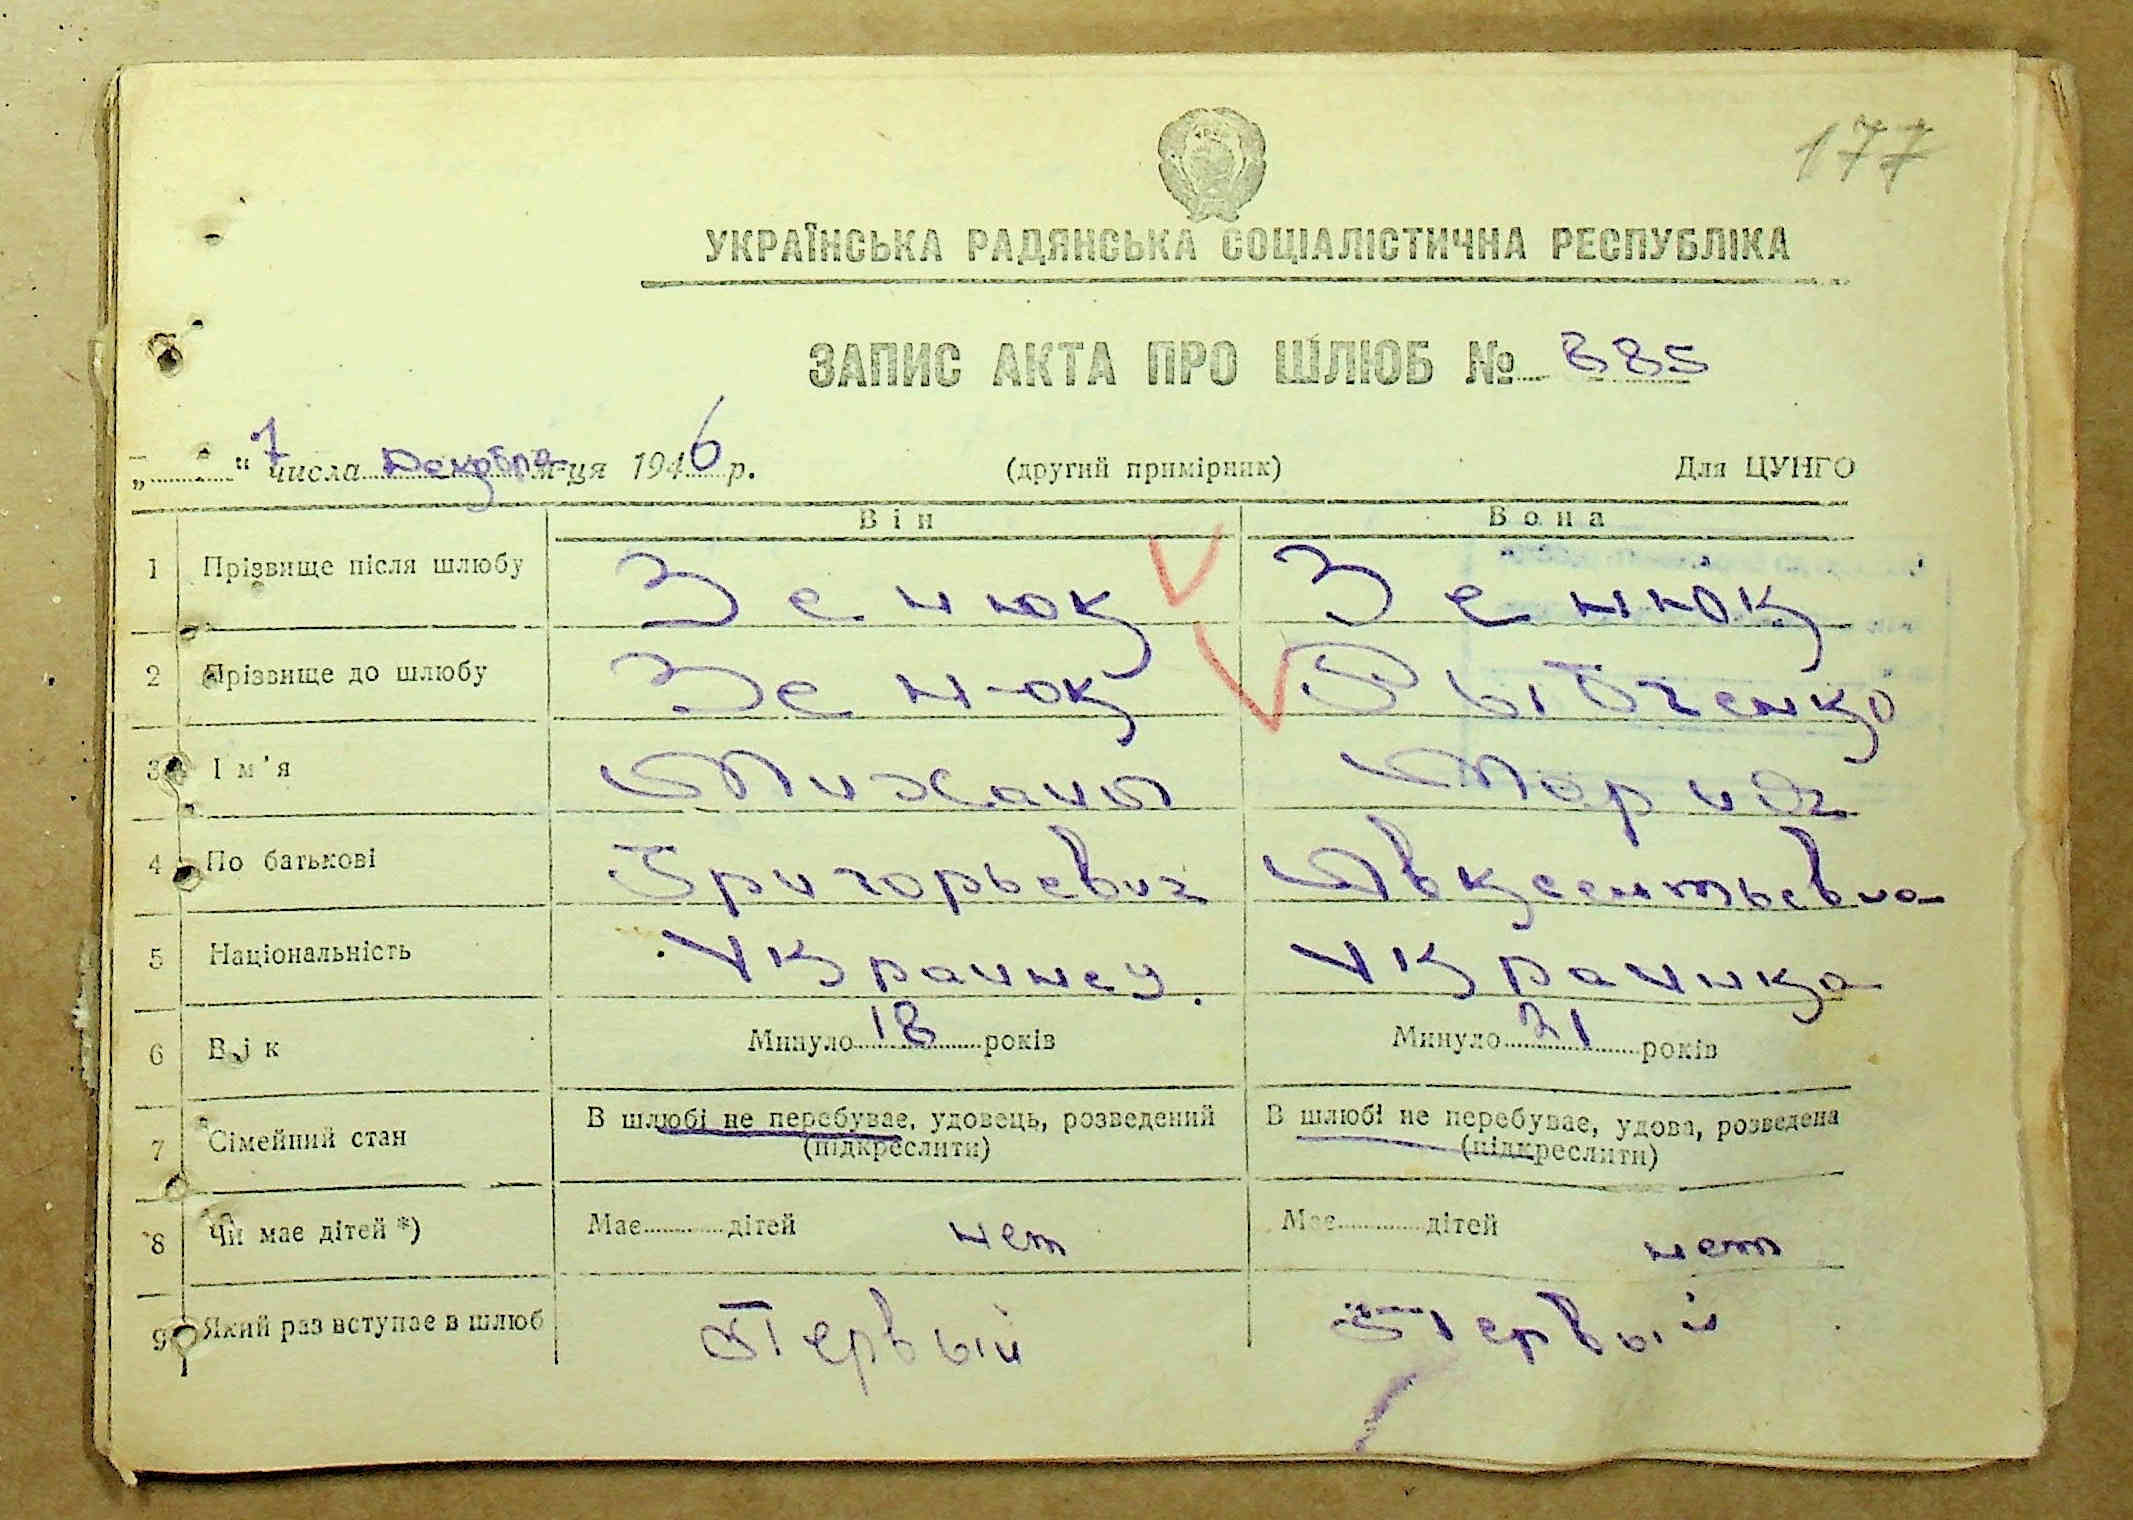 177
УКРАЇНСЬКА РАДЯНСЬКА СОЦІАЛІСТИЧНА РЕСПУБЛІКА
ЗАПИС АКТА ПРО ШЛЮБ № 385
„ “ 7 числа Декабря м-ця 1946 р. (другий примірник) Для ЦУНГО
Він Вона
1 Прізвище після шлюбу Зенюк Зенюк
2 Прізвище до шлюбу Зенюк Рыбченко
3 Ім’я Михаил Мария
4 По батькові Григорьевич Авксентьевна
5 Національність Украинец. Украинка
6 Вік Минуло 18 років Минуло 21 років
7 Сімейний стан В шлюбі не перебуває, удовець, розведений В шлюбі не перебуває, удова, розведена
(підкреслити) (підкреслити)
8 Чи має дітей *) Має дітей нет Має дітей нет
9 Який раз вступає в шлюб Первый Первый